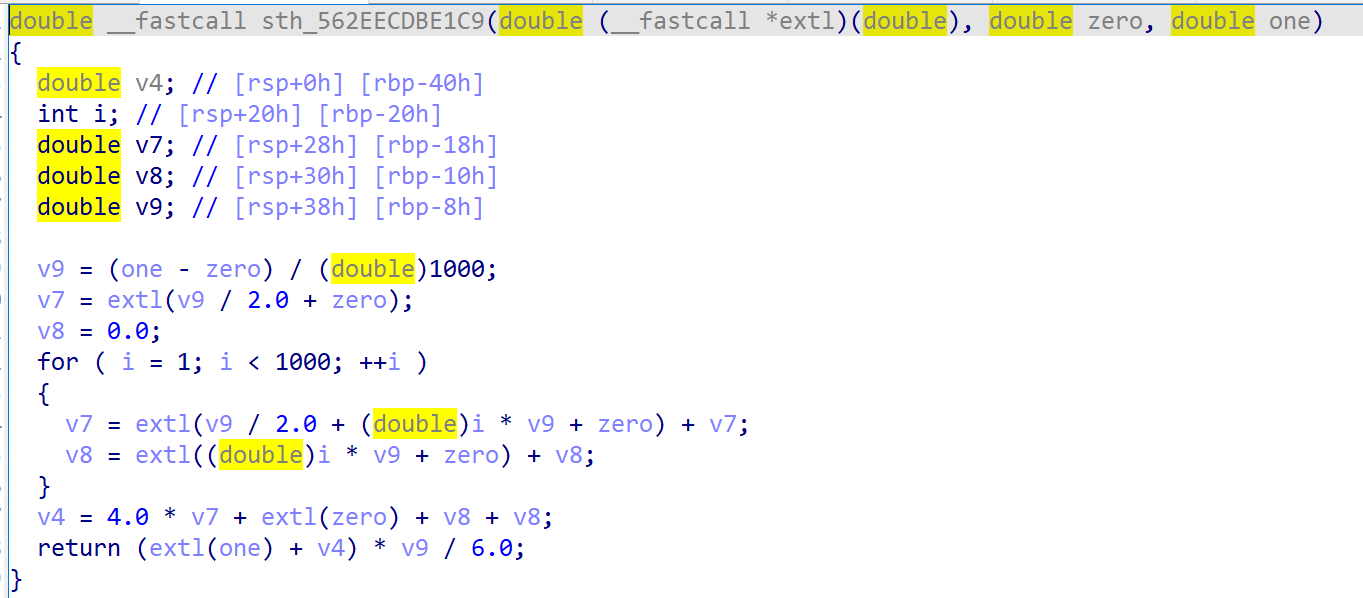 double __fastcall sth_562EECDBE1C9(double (__fastcall *extl)(double), double zero, double one)
{
  double v4; // [rsp+0h] [rbp-40h]
  int i; // [rsp+20h] [rbp-20h]
  double v7; // [rsp+28h] [rbp-18h]
  double v8; // [rsp+30h] [rbp-10h]
  double v9; // [rsp+38h] [rbp-8h]

  v9 = (one - zero) / (double)1000;
  v7 = extl(v9 / 2.0 + zero);
  v8 = 0.0;
  for ( i = 1; i < 1000; ++i )
  {
    v7 = extl(v9 / 2.0 + (double)i * v9 + zero) + v7;
    v8 = extl((double)i * v9 + zero) + v8;
  }
  v4 = 4.0 * v7 + extl(zero) + v8 + v8;
  return (extl(one) + v4) * v9 / 6.0;
}